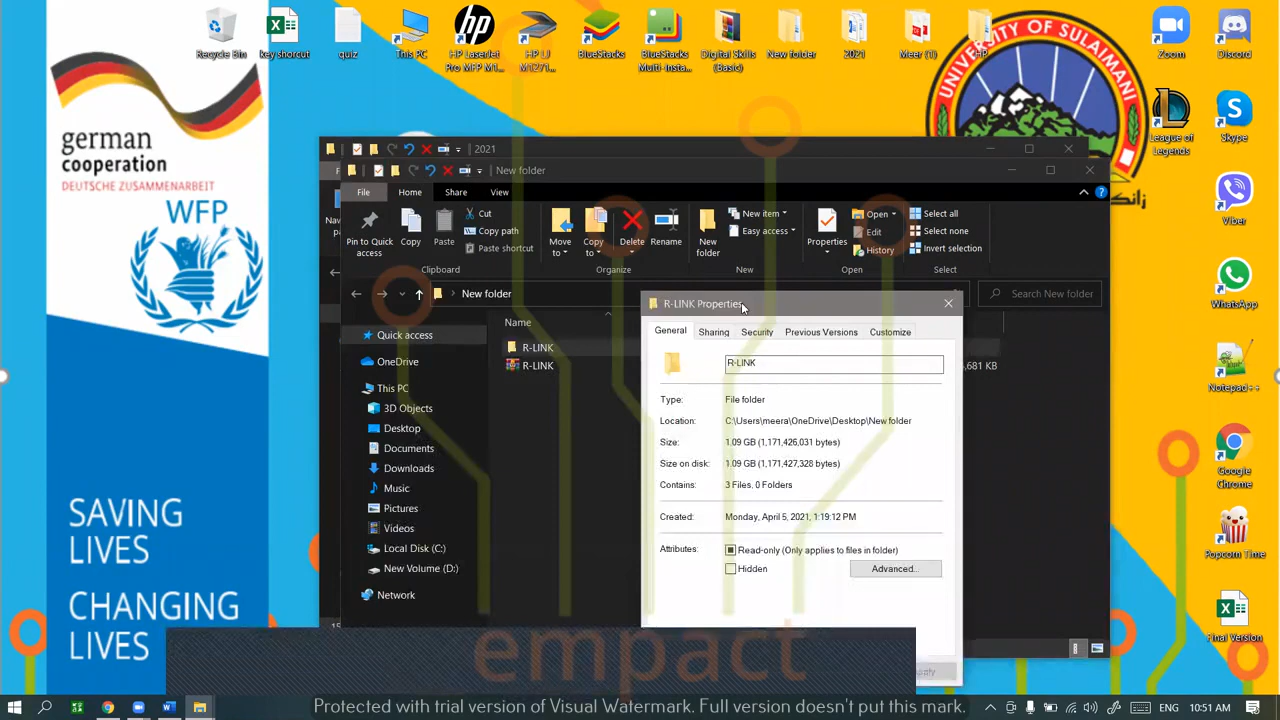 Recycle Bin
key shorcut
quiz
This PC
HP LaserJet
Pro MFP M1...
HP LJ
M1271...
BlueStacks
BlueStacks
Multi-Insta...
Digital Skills
(Basic)
New folder
2021
Meer (1)
HP
Zoom
Discord
german
cooperation
DEUTSCHE ZUSAMMENARBEIT
WFP
SAVING
LIVES
CHANGING
LIVES
UNIVERSITY OF SULAIMANI
League of
Legends
Skype
Viber
WhatsApp
Notepad++
Google
Chrome
Popcorn Time
Final Version
2021
New folder
File
Home
Share
View
Pin to Quick
access
Copy
Paste
Cut
Copy path
Paste shortcut
Clipboard
Move
to
Copy
to
Delete
Rename
Organize
New
folder
New item
Easy access
New
Properties
Open
Edit
History
Open
Select all
Select none
Invert selection
Select
New folder
Search New folder
Quick access
OneDrive
This PC
3D Objects
Desktop
Documents
Downloads
Music
Pictures
Videos
Local Disk (C:)
New Volume (D:)
Network
Name
R-LINK
R-LINK
,681 KB
R-LINK Properties
General
Sharing
Security
Previous Versions
Customize
R-LINK
Type: File folder
Location: C:\Users\meera\OneDrive\Desktop\New folder
Size: 1.09 GB (1,171,426,031 bytes)
Size on disk: 1.09 GB (1,171,427,328 bytes)
Contains: 3 Files, 0 Folders
Created: Monday, April 5, 2021, 1:19:12 PM
Attributes: Read-only (Only applies to files in folder)
Hidden
Advanced...
Apply
empact
Protected with trial version of Visual Watermark. Full version doesn't put this mark.
ENG
10:51 AM